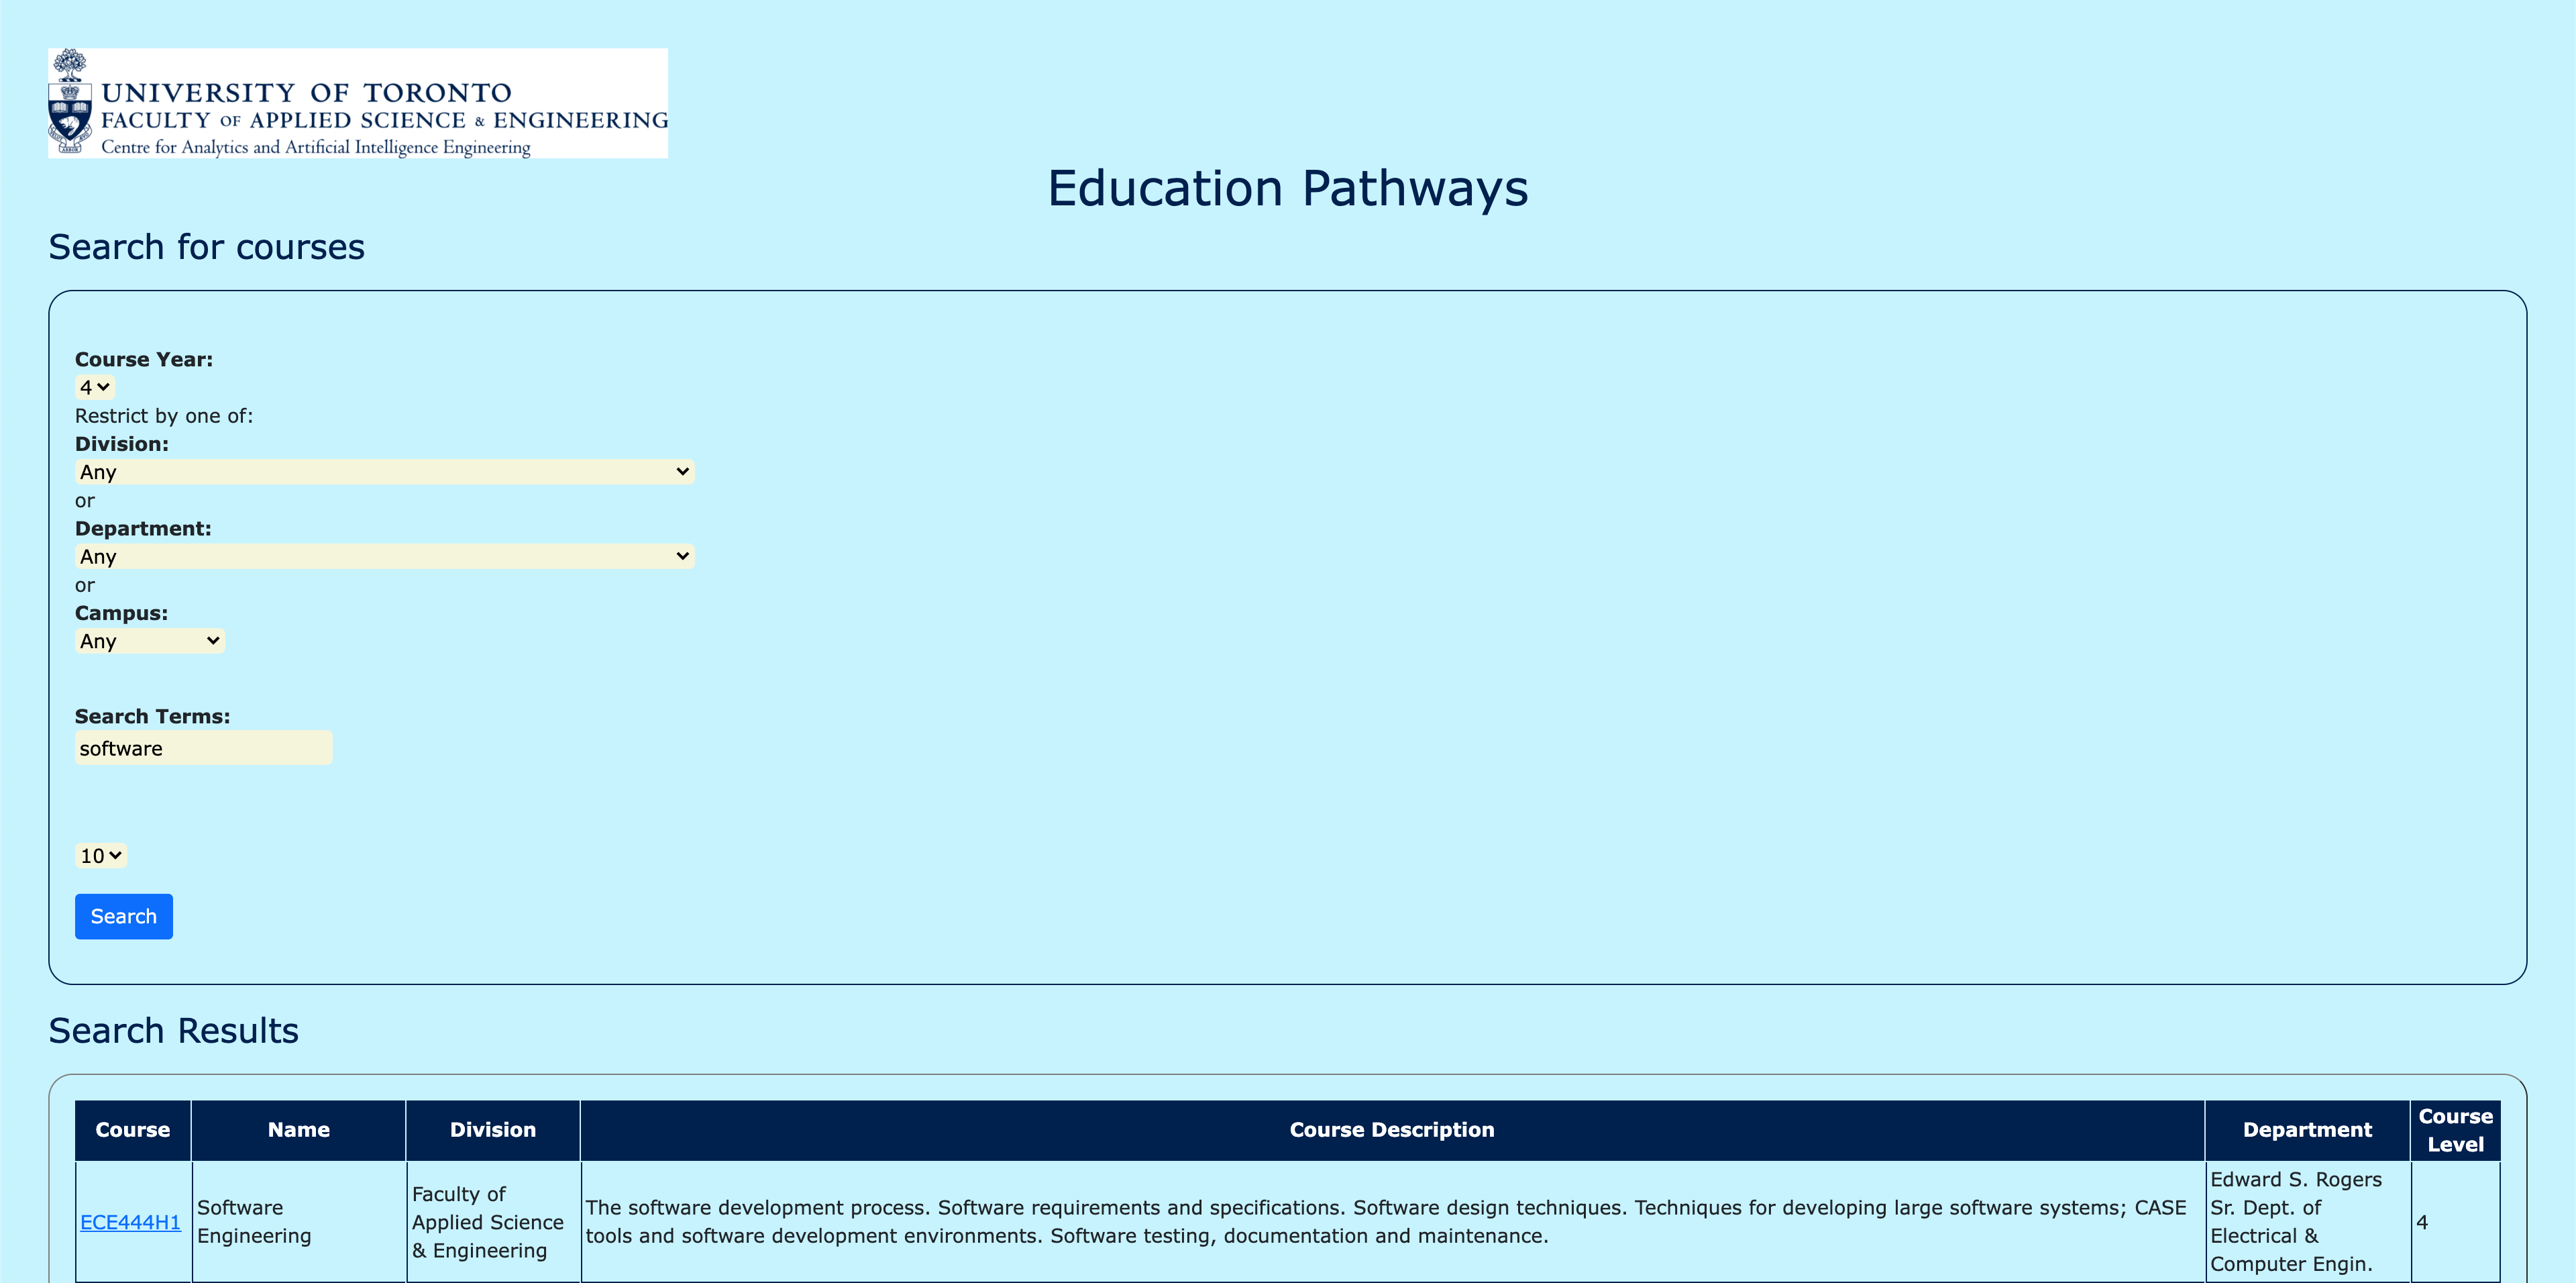 UNIVERSITY OF TORONTO
FACULTY OF APPLIED SCIENCE & ENGINEERING
Centre for Analytics and Artificial Intelligence Engineering
Education Pathways
Search for courses
Course Year:
4
Restrict by one of:
Division:
Any
or
Department:
Any
or
Campus:
Any
Search Terms:
software
10
Search
Search Results
Course Name Division Course Description Department Course Level
ECE444H1
Software
Engineering
Faculty of
Applied Science
& Engineering
The software development process. Software requirements and specifications. Software design techniques. Techniques for developing large software systems; CASE
tools and software development environments. Software testing, documentation and maintenance.
Edward S. Rogers
Sr. Dept. of
Electrical &
Computer Engin.
4